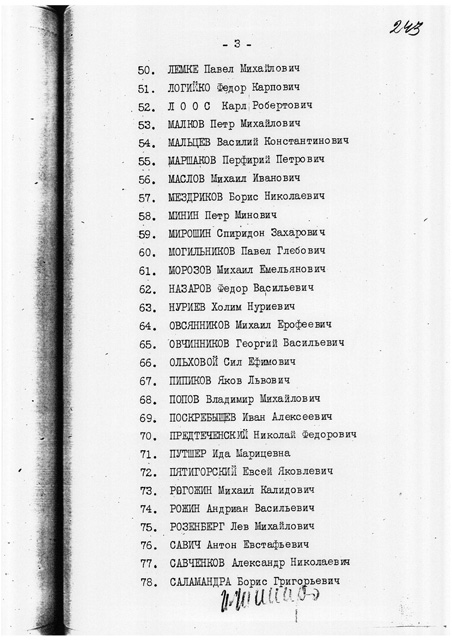 243
- 3 -
50. ЛЕМКЕ Павел Михайлович
51. ЛОГИЙКО Федор Карпович
52. Л О О С Карл Робертович
53. МАЛКОВ Петр Михайлович
54. МАЛЬЦЕВ Василий Константинович
55. МАРШАКОВ Перфирий Петрович
56. МАСЛОВ Михаил Иванович
57. МЕЗДРИКОВ Борис Николаевич
58. МИНИН Петр Минович
59. МИРОШИН Спиридон Захарович
60. МОГИЛЬНИКОВ Павел Глебович
61. МОРОЗОВ Михаил Емельянович
62. НАЗАРОВ Федор Васильевич
63. НУРИЕВ Холим Нуриевич
64. ОВСЯННИКОВ Михаил Ерофеевич
65. ОВЧИННИКОВ Георгий Васильевич
66. ОЛЬХОВОЙ Сил Ефимович
67. ПИПИКОВ Яков Львович
68. ПОПОВ Владимир Михайлович
69. ПОСКРЕБЫЩЕВ Иван Алексеевич
70. ПРЕДТЕЧЕНСКИЙ Николай Федорович
71. ПУТШЕР Ида Марицевна
72. ПЯТИГОРСКИЙ Евсей Яковлевич
73. РОГОЖИН Михаил Калидович
74. РОЖИН Андриан Васильевич
75. РОЗЕНБЕРГ Лев Михайлович
76. САВИЧ Антон Евстафьевич
77. САВЧЕНКОВ Александр Николаевич
78. САЛАМАНДРА Борис Григорьевич